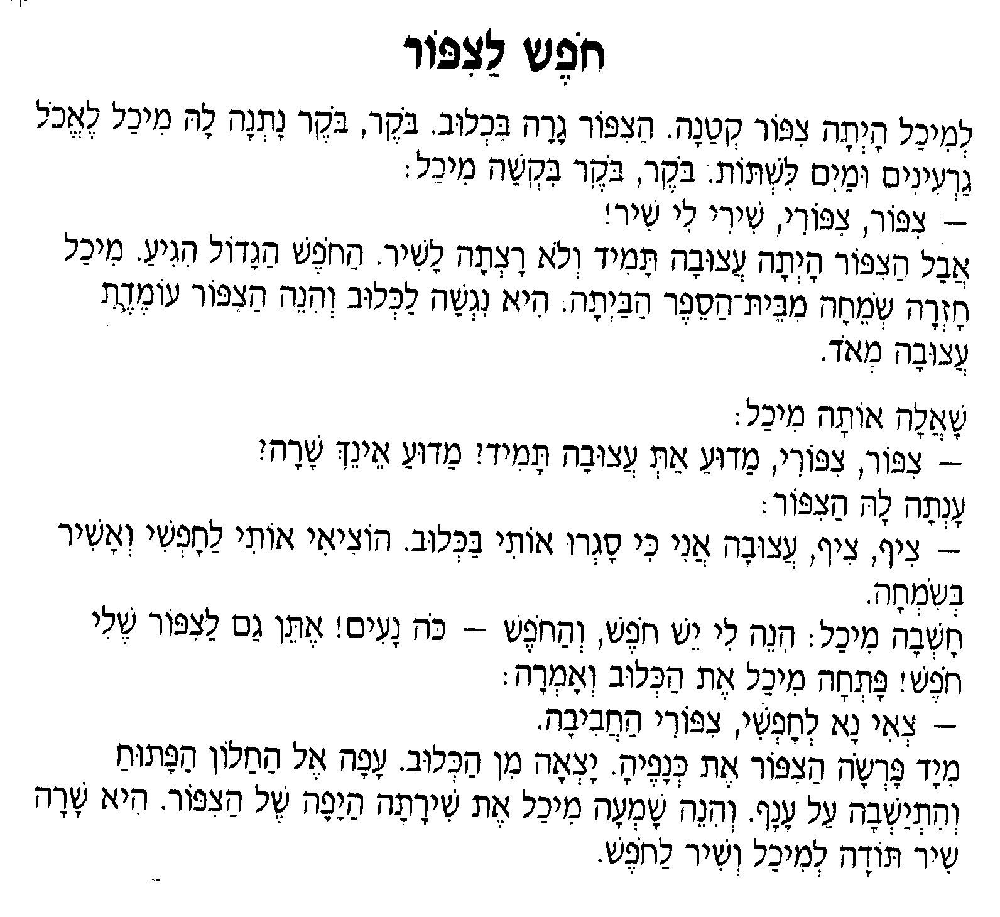 חֹפֶשׁ לַצִּפּוֹר
לְמִיכַל הָיְתָה צִפּוֹר קְטַנָּה. הַצִּפּוֹר גָּרָה בִּכְלוּב. בֹּקֶר, בֹּקֶר נָתְנָה לָהּ מִיכַל לֶאֱכֹל
גַּרְעִינִים וּמַיִם לִשְׁתּוֹת. בֹּקֶר, בֹּקֶר בִּקְשָׁה מִיכַל:
— צִפּוֹר, צִפּוֹרִי, שִׁירִי לִי שִׁיר!
אֲבָל הַצִּפּוֹר הָיְתָה עֲצוּבָה תָּמִיד וְלֹא רָצְתָה לָשִׁיר. הַחֹפֶשׁ הַגָּדוֹל הִגִּיעַ. מִיכַל
חָזְרָה שְׂמֵחָה מִבֵּית־הַסֵּפֶר הַבַּיְתָה. הִיא נִגְּשָׁה לַכְּלוּב וְהִנֵּה הַצִּפּוֹר עוֹמֶדֶת
עֲצוּבָה מְאֹד.
שָׁאֲלָה אוֹתָהּ מִיכַל:
— צִפּוֹר, צִפּוֹרִי, מַדּוּעַ אַתְּ עֲצוּבָה תָּמִיד? מַדּוּעַ אֵינֵךְ שָׁרָה?
עָנְתָה לָהּ הַצִּפּוֹר:
— צִיף, צִיף, עֲצוּבָה אֲנִי כִּי סָגְרוּ אוֹתִי בַּכְּלוּב. הוֹצִיאִי אוֹתִי לַחָפְשִׁי וְאָשִׁיר
בְּשִׂמְחָה.
חָשְׁבָה מִיכַל: הִנֵּה לִי יֵשׁ חֹפֶשׁ, וְהַחֹפֶשׁ — כֹּה נָעִים! אֶתֵּן גַּם לַצִּפּוֹר שֶׁלִּי
חֹפֶשׁ! פָּתְחָה מִיכַל אֶת הַכְּלוּב וְאָמְרָה:
— צְאִי נָא לְחָפְשִׁי, צִפּוֹרִי הַחֲבִיבָה.
מִיָּד פָּרְשָׂה הַצִּפּוֹר אֶת כְּנָפֶיהָ. יָצְאָה מִן הַכְּלוּב. עָפָה אֶל הַחַלּוֹן הַפָּתוּחַ
וְהִתְיַשְּׁבָה עַל עָנָף. וְהִנֵּה שָׁמְעָה מִיכַל אֶת שִׁירָתָהּ הַיָּפָה שֶׁל הַצִּפּוֹר. הִיא שָׁרָה
שִׁיר תּוֹדָה לְמִיכַל וְשִׁיר לַחֹפֶשׁ.